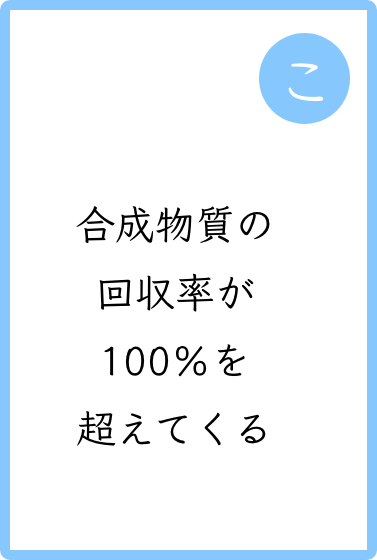 こ
合成物質の
回収率が
100％を
超えてくる